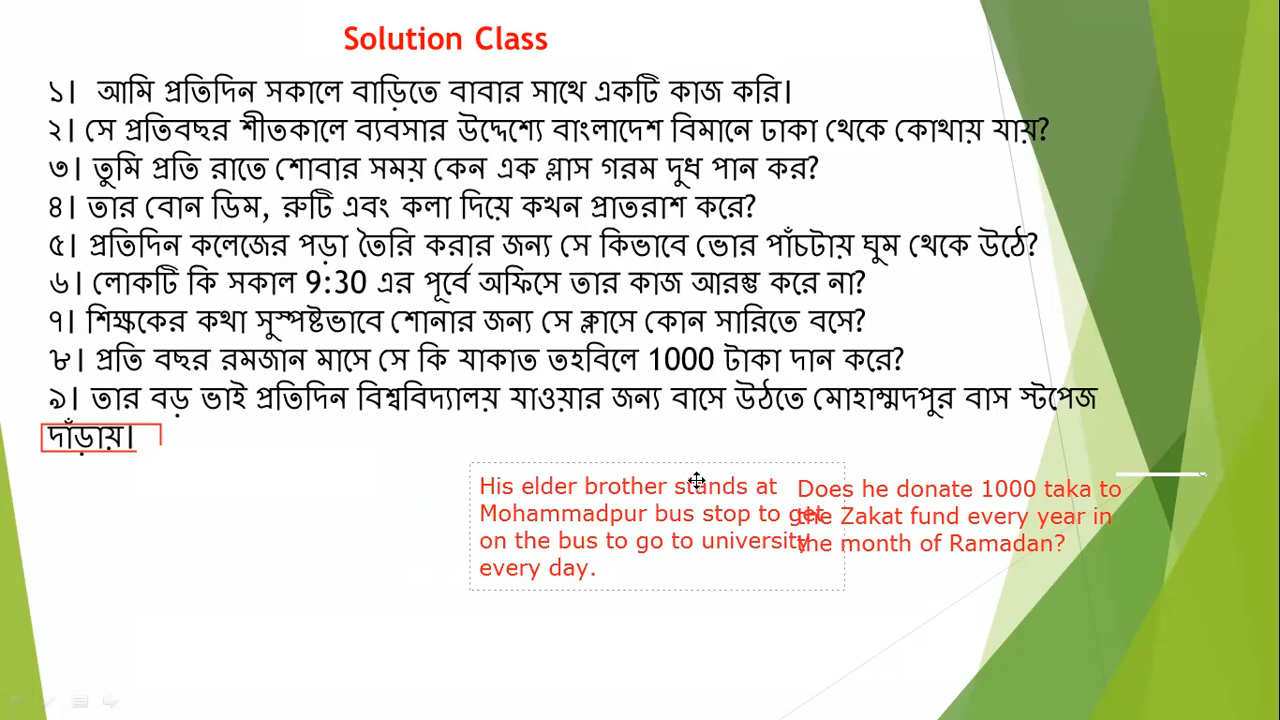 Solution Class
১। আমি প্রতিদিন সকালে বাড়িতে বাবার সাথে একটি কাজ করি।
২। সে প্রতিবছর শীতকালে ব্যবসার উদ্দেশ্যে বাংলাদেশ বিমানে ঢাকা থেকে কোথায় যায়?
৩। তুমি প্রতি রাতে শোবার সময় কেন এক গ্লাস গরম দুধ পান কর?
৪। তার বোন ডিম, রুটি এবং কলা দিয়ে কখন প্রাতরাশ করে?
৫। প্রতিদিন কলেজের পড়া তৈরি করার জন্য সে কিভাবে ভোর পাঁচটায় ঘুম থেকে উঠে?
৬। লোকটি কি সকাল 9:30 এর পূর্বে অফিসে তার কাজ আরম্ভ করে না?
৭। শিক্ষকের কথা সুস্পষ্টভাবে শোনার জন্য সে ক্লাসে কোন সারিতে বসে?
৮। প্রতি বছর রমজান মাসে সে কি যাকাত তহবিলে 1000 টাকা দান করে?
৯। তার বড় ভাই প্রতিদিন বিশ্ববিদ্যালয় যাওয়ার জন্য বাসে উঠতে মোহাম্মদপুর বাস স্টপেজ
দাঁড়ায়।
His elder brother stands at
Mohammadpur bus stop to get
on the bus to go to university
every day.
Does he donate 1000 taka to
the Zakat fund every year in
the month of Ramadan?